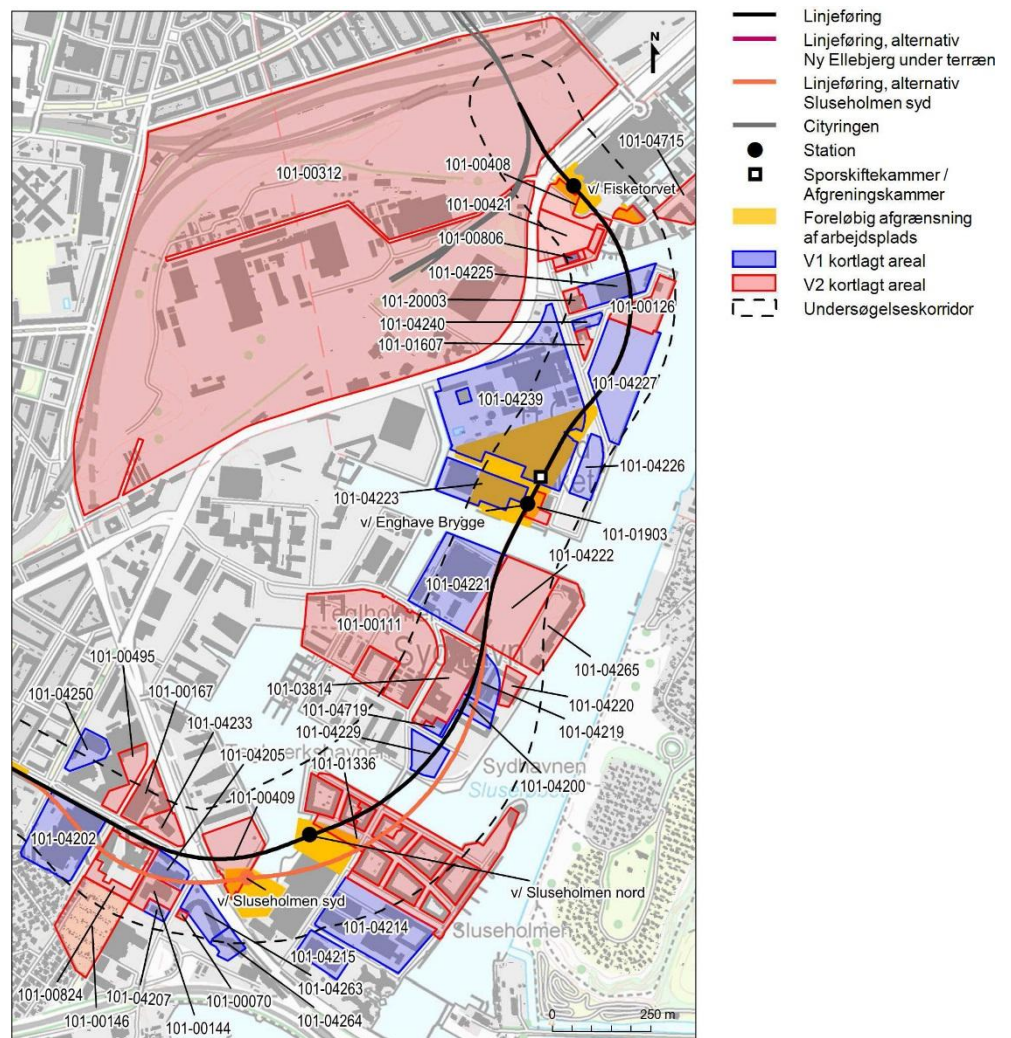 Linjeføring
Linjeføring, alternativ
Ny Ellebjerg under terræn
Linjeføring, alternativ
Sluseholmen syd
Cityringen
Station
Sporskiftekammer /
Afgreningskammer
Foreløbig afgrænsning
af arbejdsplads
V1 kortlagt areal
V2 kortlagt areal
Undersøgelseskorridor
N
S
S
101-04715
101-00408
101-00312
v/ Fisketorvet
101-00421
101-00806
101-04225
101-20003
101-00126
101-04240
101-01607
101-04227
101-04239
101-04226
101-04223
v/ Enghave Brygge
101-01903
101-04222
101-04221
Teglholmen
101-00111
Sydhavn
101-00495
101-04265
101-04250
101-00167
101-03814
101-04220
101-04233
101-04719
101-04219
101-04205
101-04229
101-00409
101-01336
Sydhavnen
101-04200
101-04202
v/ Sluseholmen nord
v/ Sluseholmen syd
101-04214
Sluseholmen
101-04215
101-00824
101-04263
101-04207
101-00070
101-00146
101-04264
101-00144
0
250 m